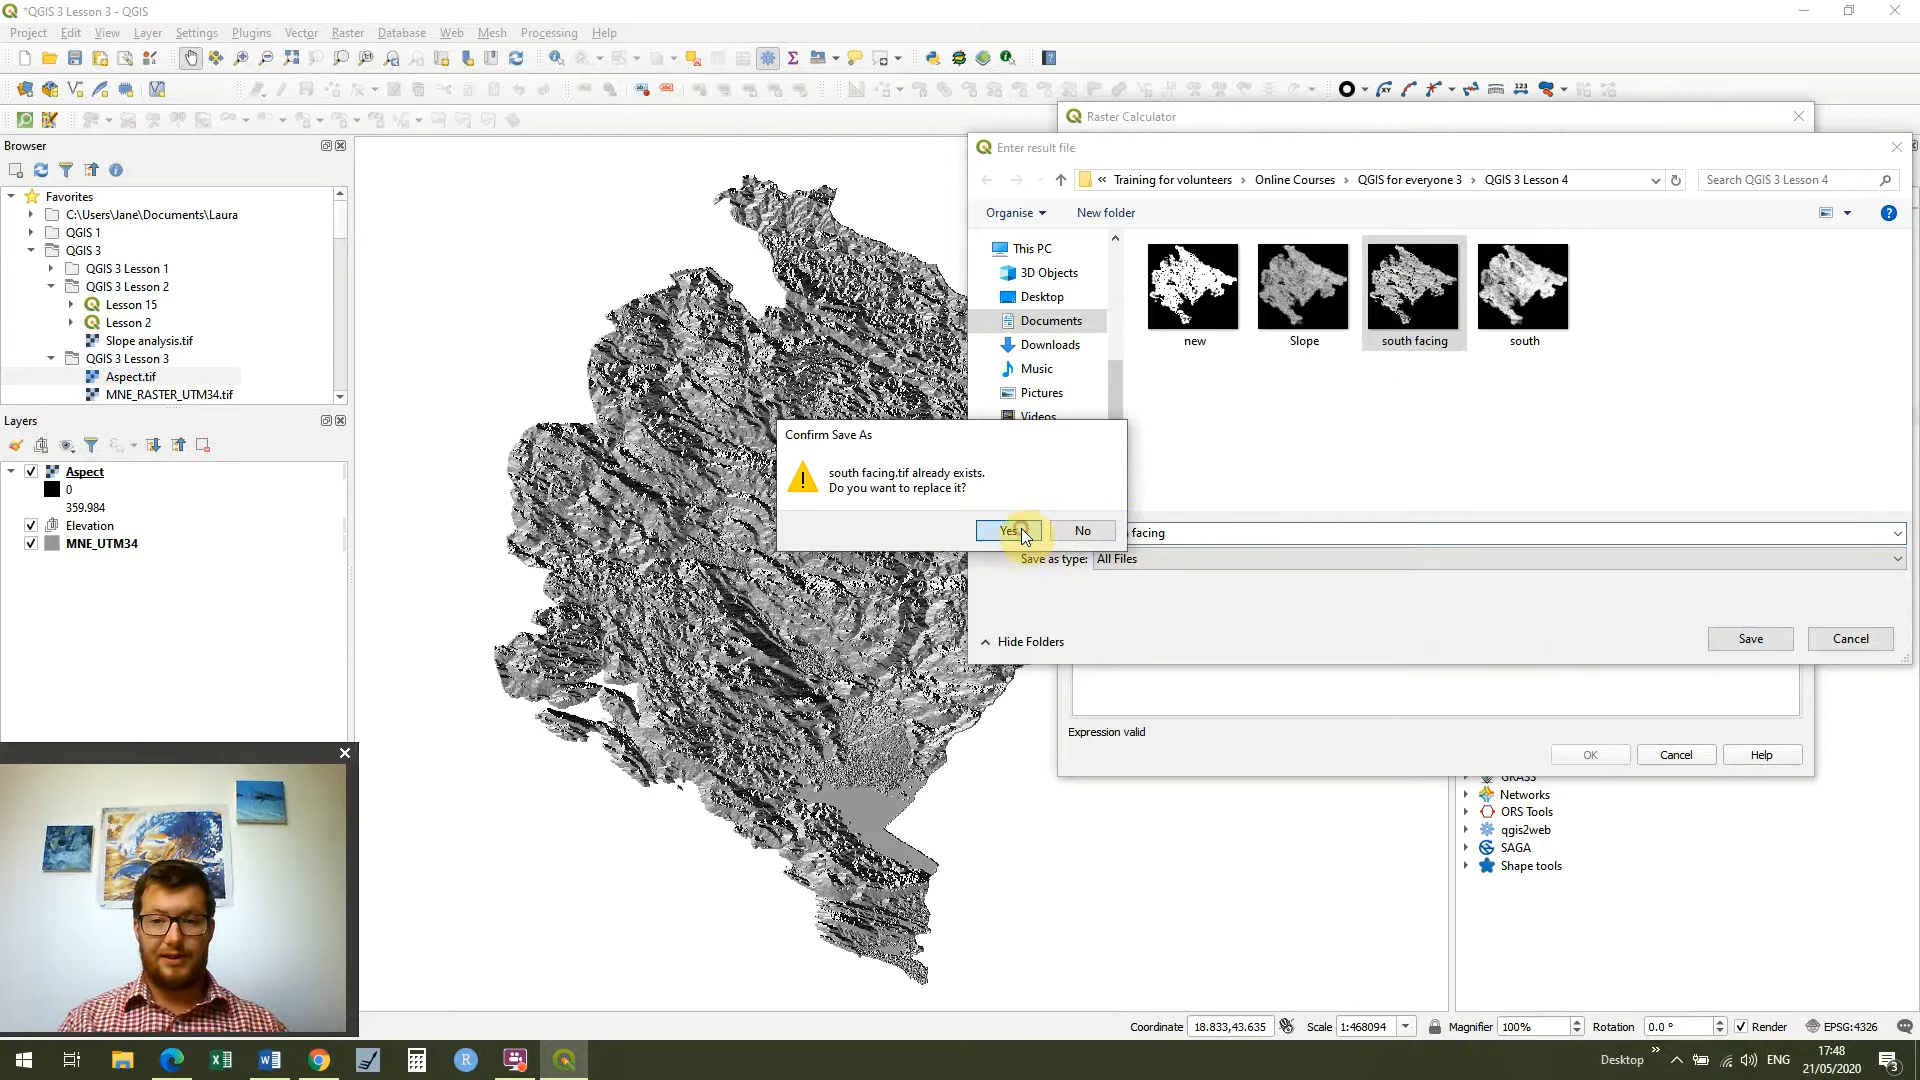 *QGIS 3 Lesson 3 - QGIS
Project Edit View Layer Settings Plugins Vector Raster Database Web Mesh Processing Help
Browser
Favorites
C:\Users\Jane\Documents\Laura
QGIS 1
QGIS 3
QGIS 3 Lesson 1
QGIS 3 Lesson 2
Lesson 15
Lesson 2
Slope analysis.tif
QGIS 3 Lesson 3
Aspect.tif
MNE_RASTER_UTM34.tif
Layers
Aspect
0
359.984
Elevation
MNE_UTM34
Raster Calculator
Enter result file
« Training for volunteers › Online Courses › QGIS for everyone 3 › QGIS 3 Lesson 4
Search QGIS 3 Lesson 4
Organise
New folder
This PC
3D Objects
Desktop
Documents
Downloads
Music
Pictures
Videos
new
Slope
south facing
south
Confirm Save As
south facing.tif already exists.
Do you want to replace it?
Yes
No
facing
Save as type: All Files
Hide Folders
Save
Cancel
Expression valid
OK
Cancel
Help
GRASS
Networks
ORS Tools
qgis2web
SAGA
Shape tools
Coordinate 18.833,43.635 Scale 1:468094 Magnifier 100% Rotation 0.0 ° Render EPSG:4326
Desktop
ENG
17:48
21/05/2020
3